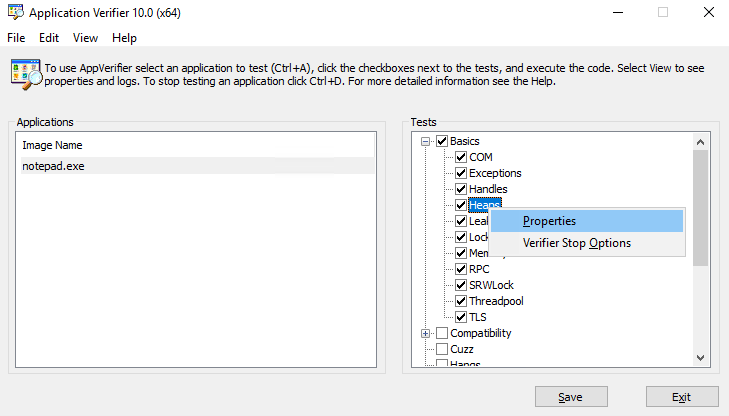 Application Verifier 10.0 (x64)
File Edit View Help
To use AppVerifier select an application to test (Ctrl+A), click the checkboxes next to the tests, and execute the code. Select View to see
properties and logs. To stop testing an application click Ctrl+D. For more detailed information see the Help.
Applications
Image Name
notepad.exe
Tests
Basics
COM
Exceptions
Handles
Heaps
Properties
Verifier Stop Options
RPC
SRWLock
Threadpool
TLS
Compatibility
Cuzz
Hangs
Save
Exit